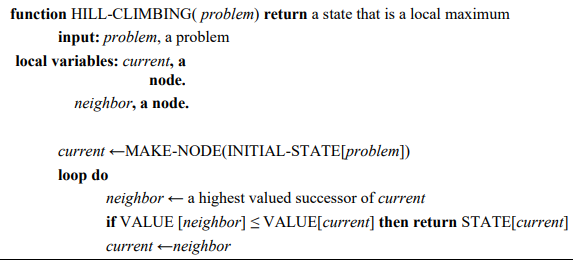 function HILL-CLIMBING( problem) return a state that is a local maximum
input: problem, a problem
local variables: current, a
node.
neighbor, a node.
current ←MAKE-NODE(INITIAL-STATE[problem])
loop do
neighbor ← a highest valued successor of current
if VALUE [neighbor] ≤ VALUE[current] then return STATE[current]
current ←neighbor